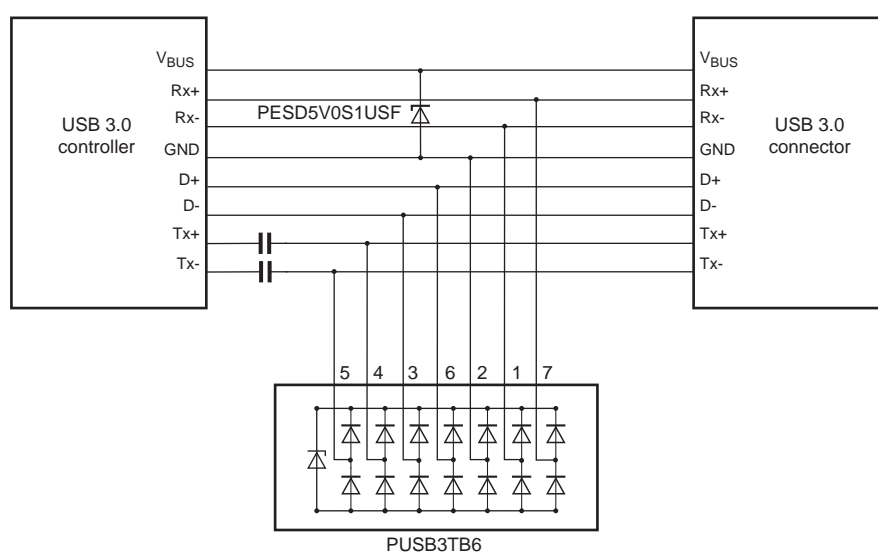 VBUS
Rx+
Rx-
GND
D+
D-
Tx+
Tx-
USB 3.0
controller
PESD5V0S1USF
VBUS
Rx+
Rx-
GND
D+
D-
Tx+
Tx-
USB 3.0
connector
5 4 3 6 2 1 7
PUSB3TB6